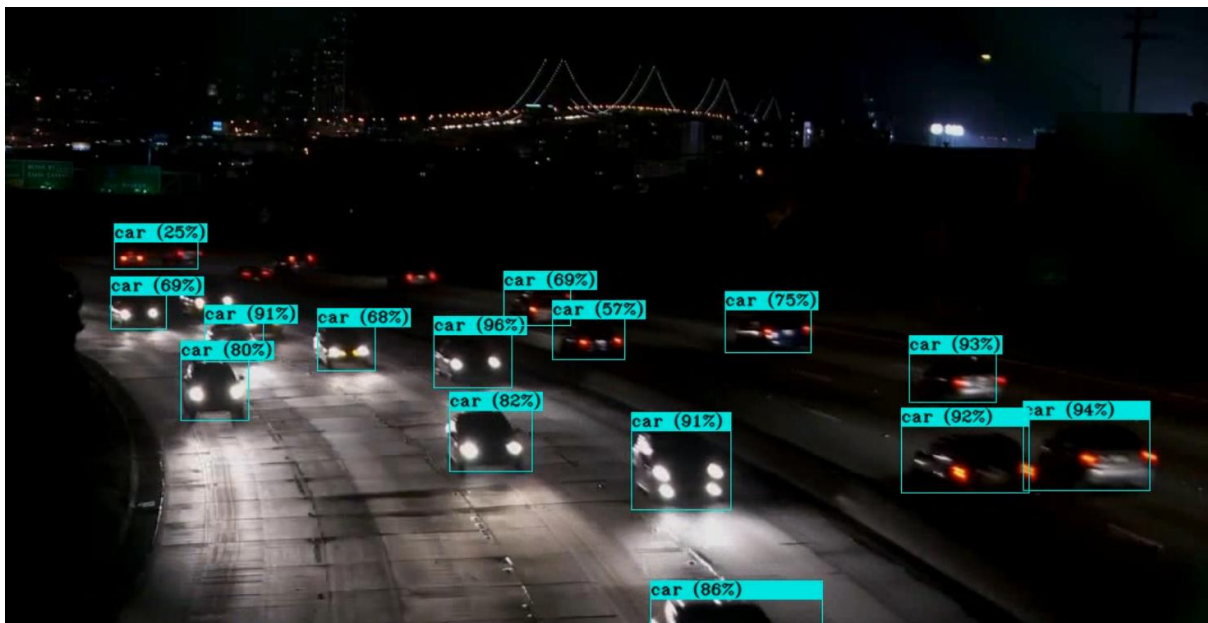 car (25%)
car (69%)
car (69%)
car (75%)
car (57%)
car (91%)
car (68%)
car (96%)
car (80%)
car (93%)
car (82%)
car (91%)
car (92%)
car (94%)
car (86%)